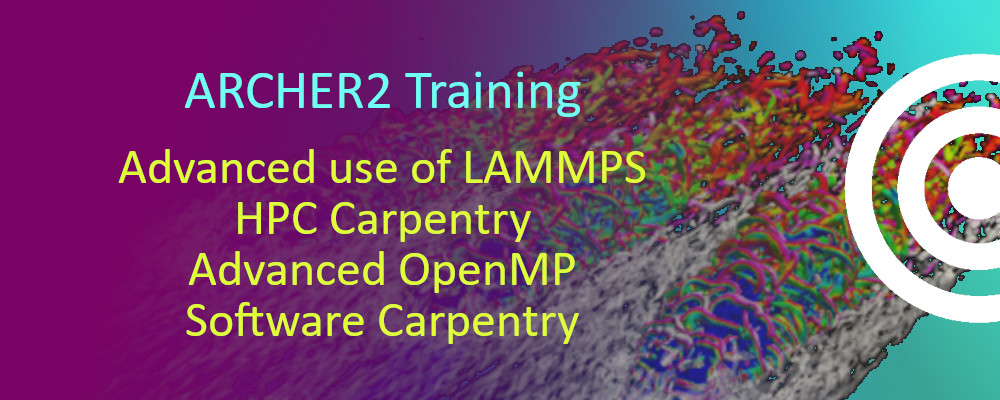 ARCHER2 Training
Advanced use of LAMMPS
HPC Carpentry
Advanced OpenMP
Software Carpentry